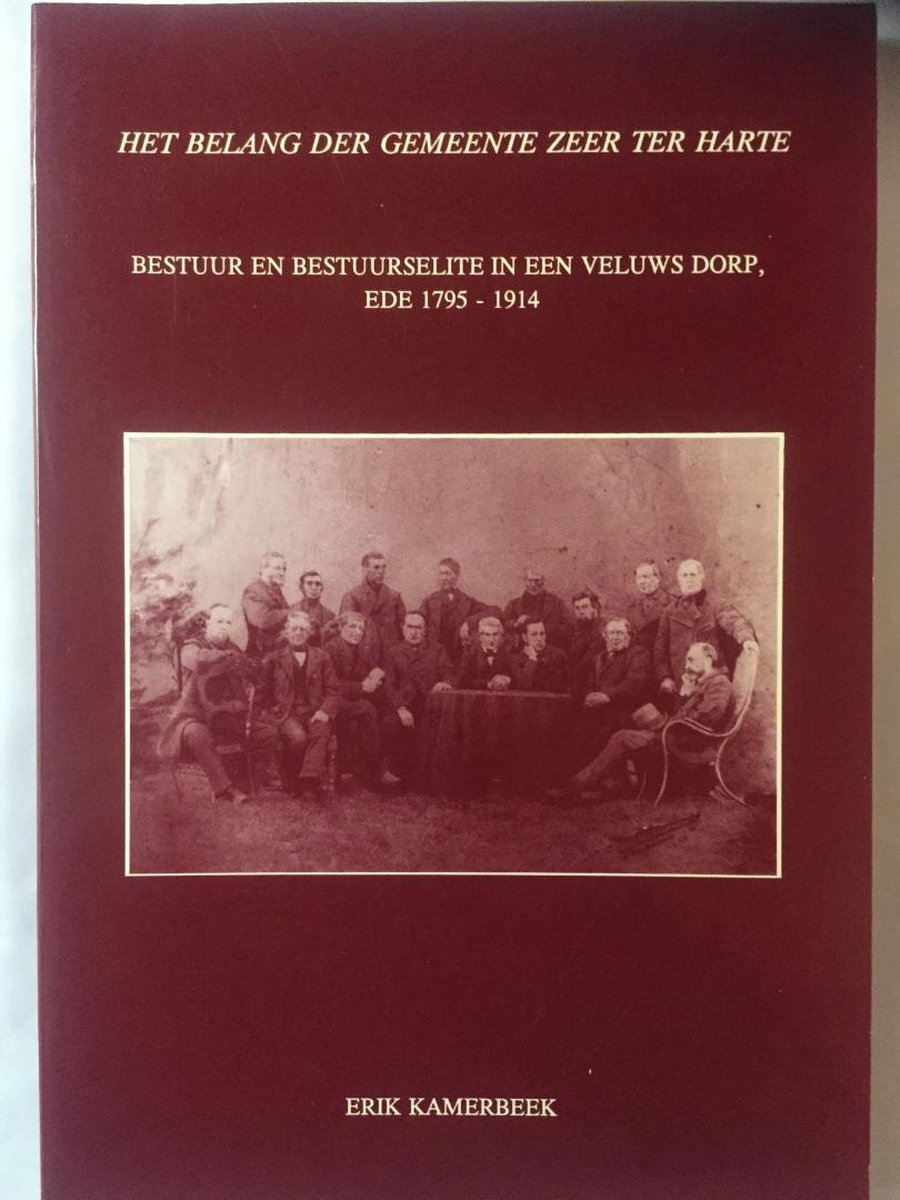 HET BELANG DER GEMEENTE ZEER TER HARTE
BESTUUR EN BESTUURSELITE IN EEN VELUWS DORP,
EDE 1795 - 1914
ERIK KAMERBEEK